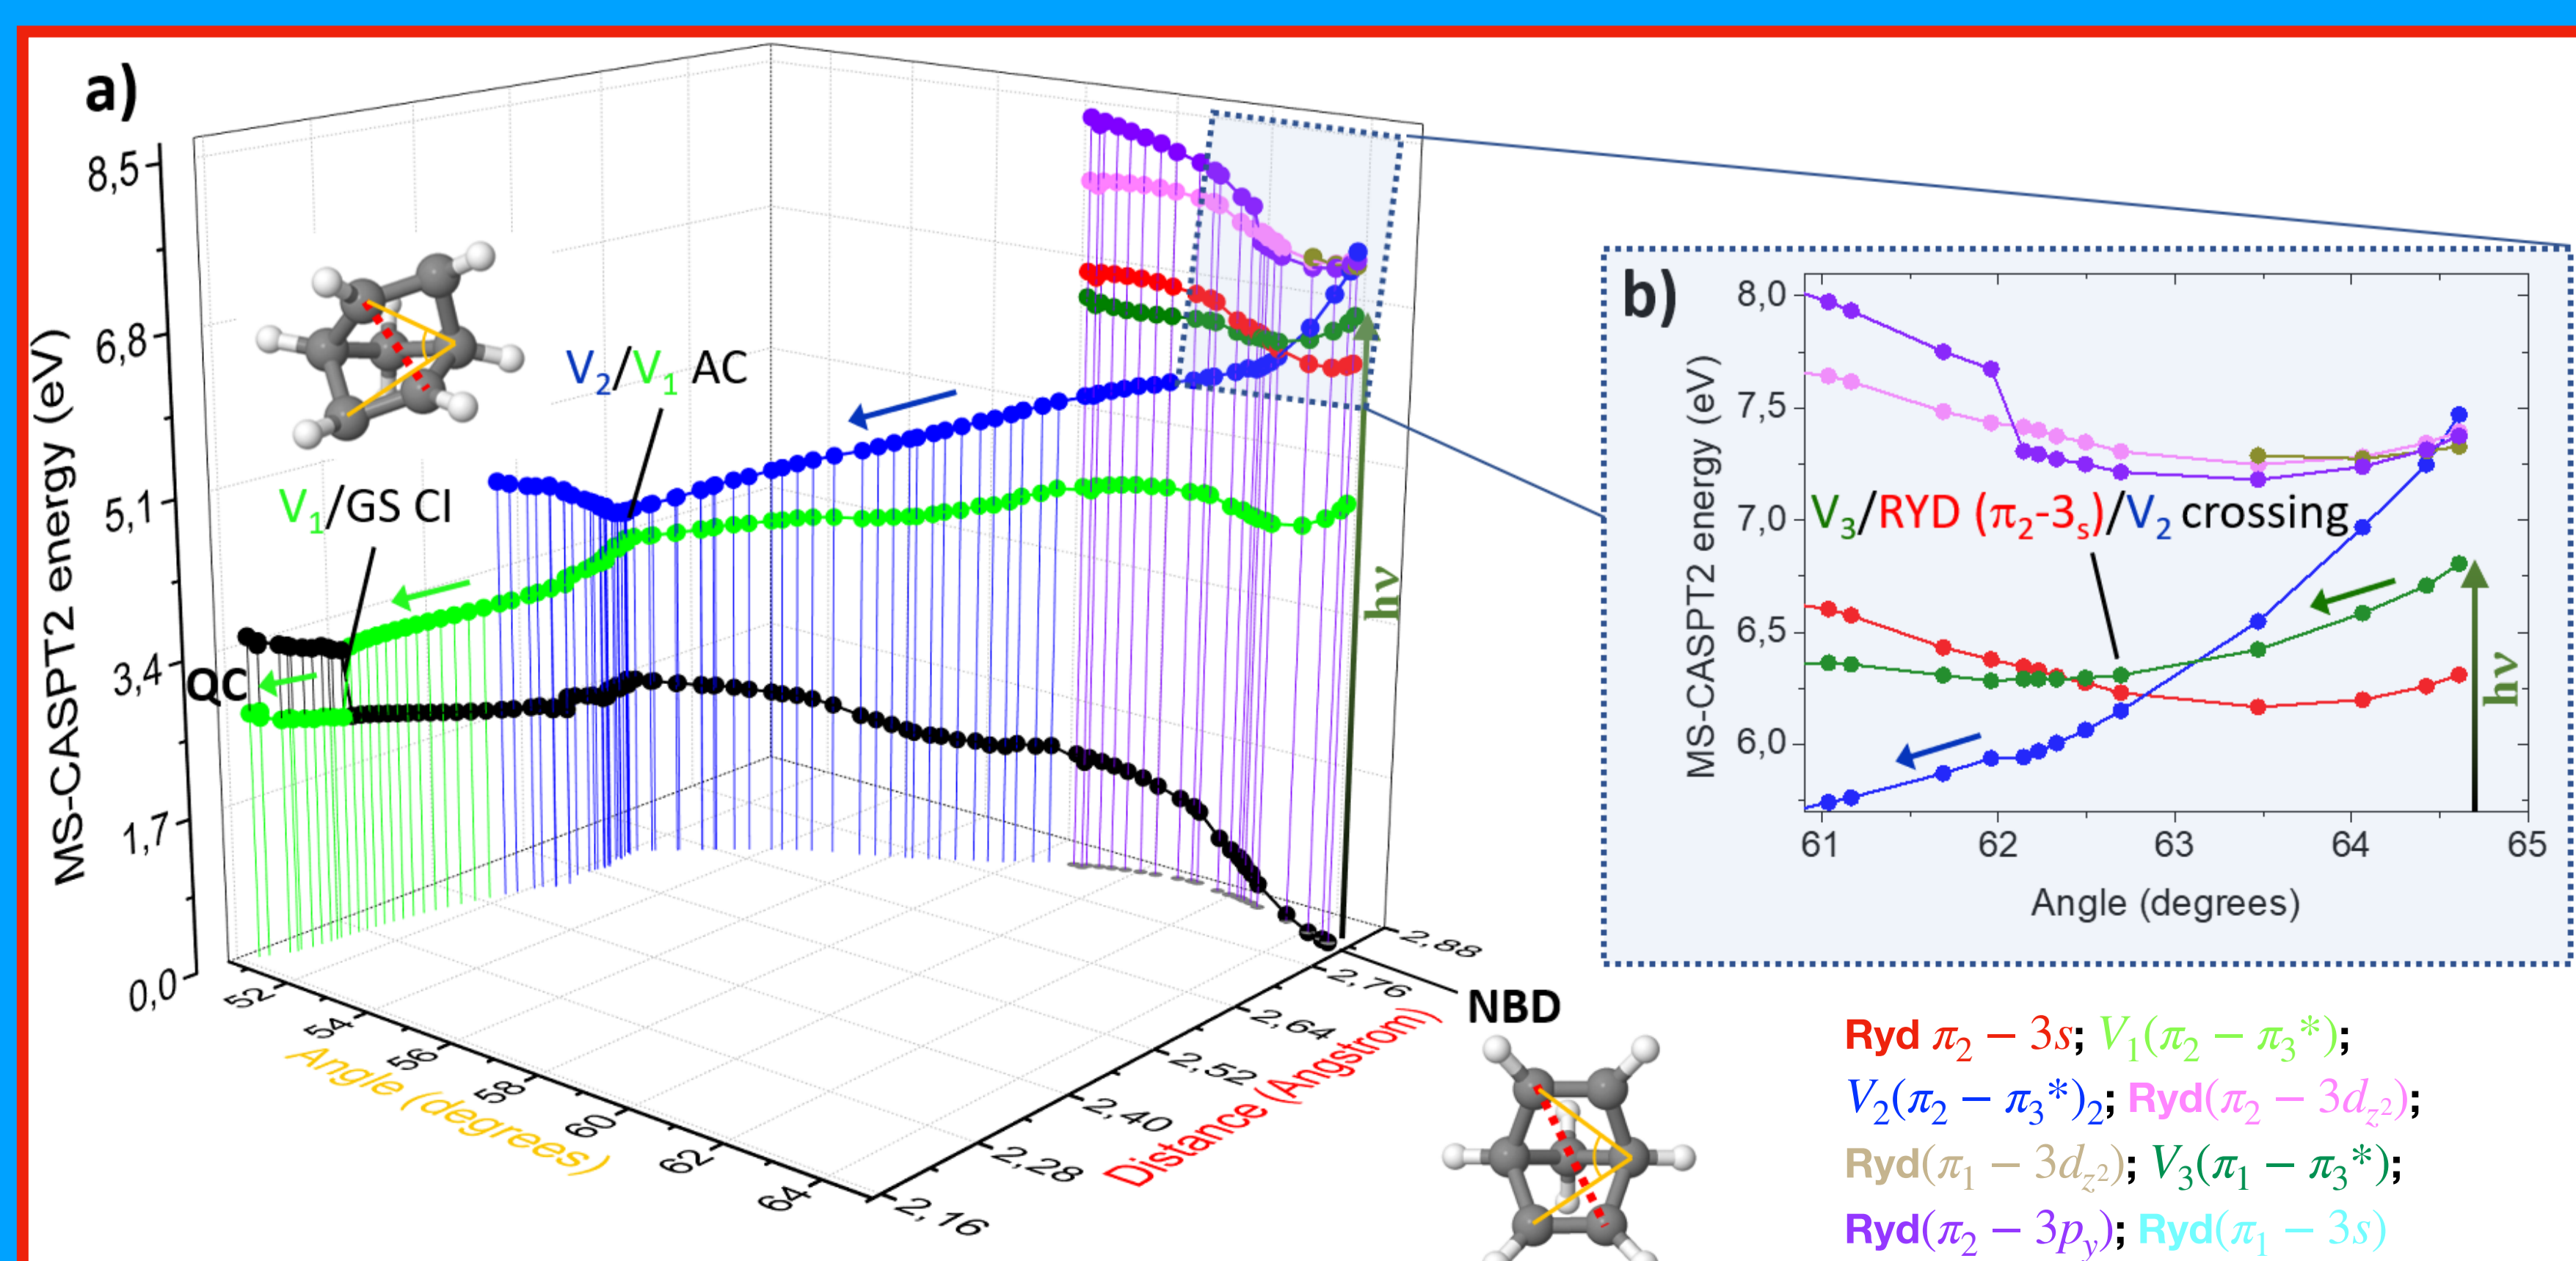 a)
MS-CASPT2 energy (eV)
8,5
6,8
5,1
3,4
1,7
0,0
V₂/V₁ AC
V₁/GS CI
QC
hν
52
54
56
58
60
62
64
Angle (degrees)
2,16
2,28
2,40
2,52
2,64
2,76
2,88
Distance (Angstrom)
NBD
b)
MS-CASPT2 energy (eV)
8,0
7,5
7,0
6,5
6,0
V₃/RYD (π₂-3ₛ)/V₂ crossing
hν
61 62 63 64 65
Angle (degrees)
Ryd π₂ − 3s; V₁(π₂ − π₃*);
V₂(π₂ − π₃*)₂; Ryd(π₂ − 3d_z²);
Ryd(π₁ − 3d_z²); V₃(π₁ − π₃*);
Ryd(π₂ − 3p_y); Ryd(π₁ − 3s)